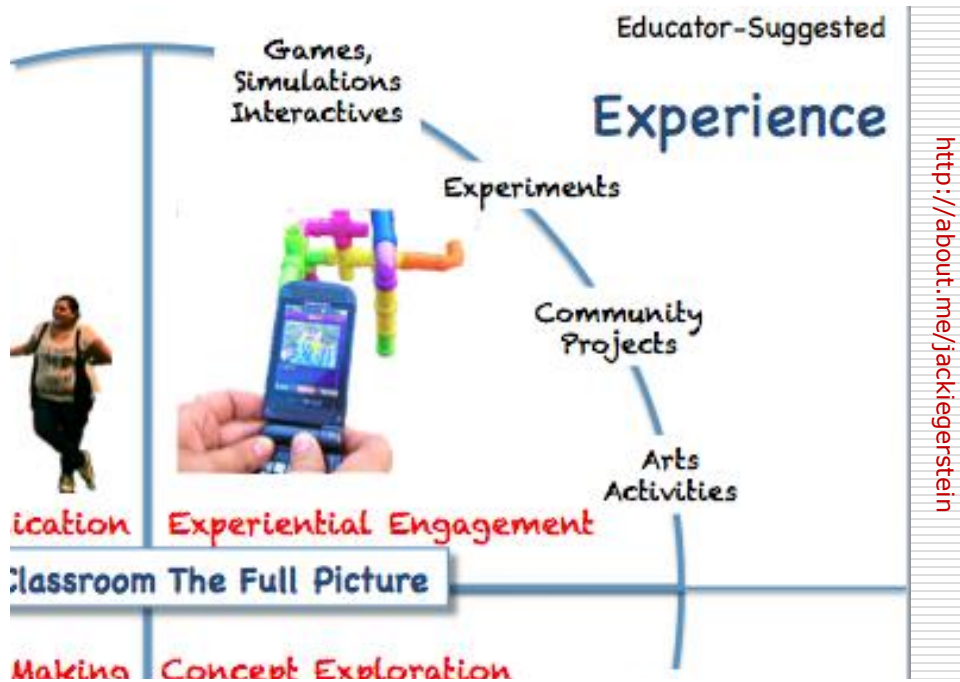 Educator-Suggested
Experience
Games,
Simulations
Interactives
Experiments
Community
Projects
Arts
Activities
ication
Experiential Engagement
Classroom The Full Picture
Making
Concept Exploration
http://about.me/jackiegerstein